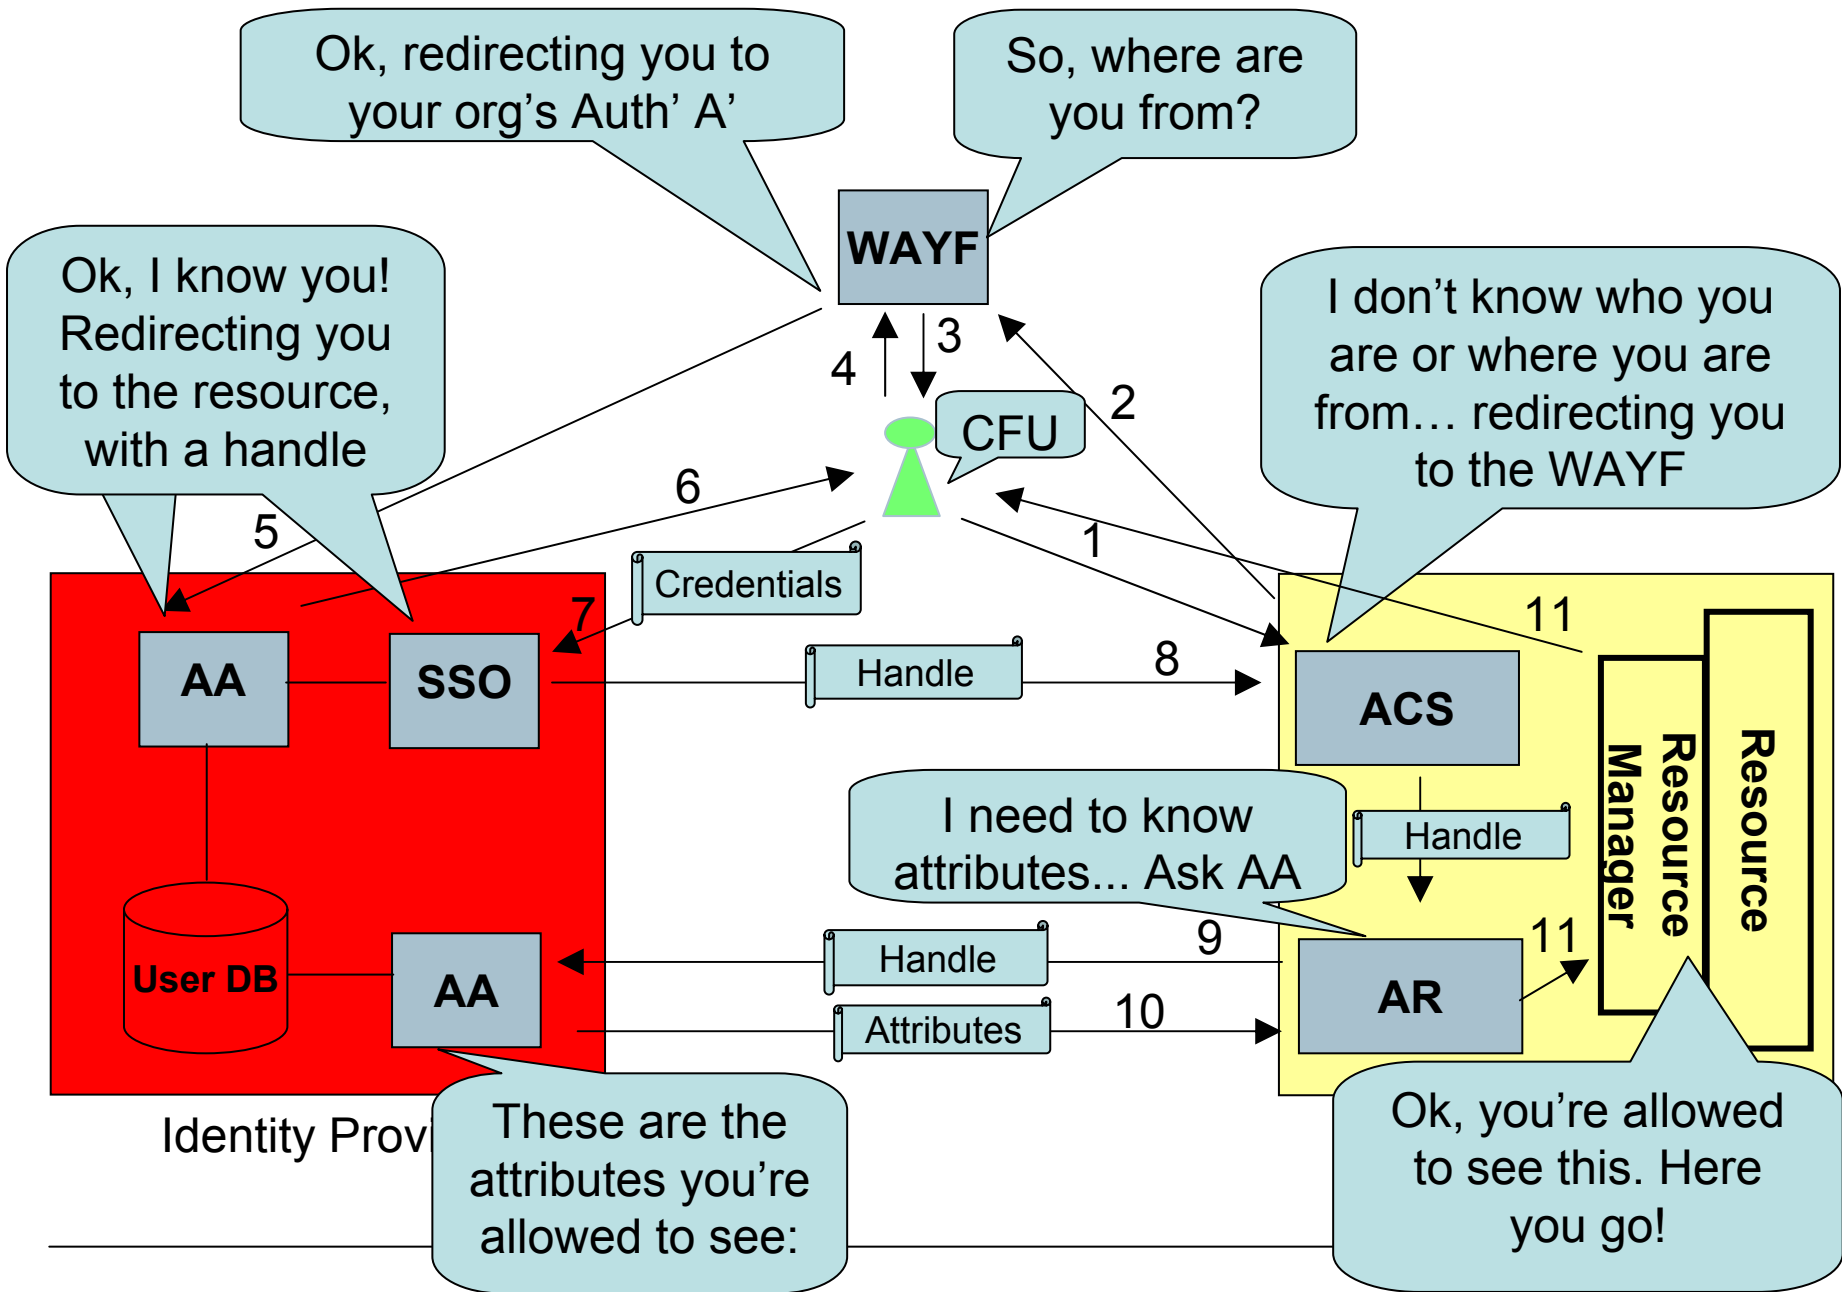 Ok, redirecting you to
your org's Auth' A'
So, where are
you from?
WAYF
Ok, I know you!
Redirecting you
to the resource,
with a handle
I don't know who you
are or where you are
from... redirecting you
to the WAYF
3
4
2
CFU
6
5
1
Credentials
7
11
AA
SSO
Handle
8
ACS
Resource
Manager
Resource
I need to know
attributes... Ask AA
Handle
User DB
AA
Handle
9
11
AR
Attributes
10
Identity Provi
These are the
attributes you're
allowed to see:
Ok, you're allowed
to see this. Here
you go!